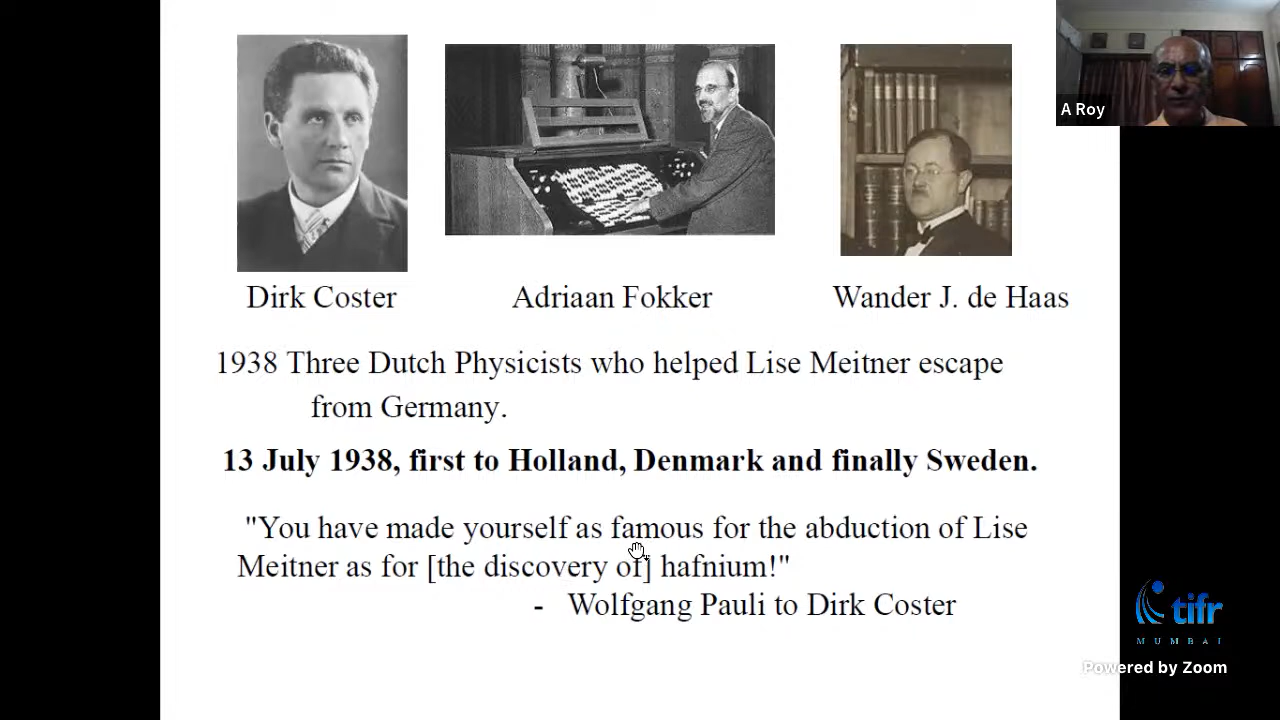 A Roy
Dirk Coster
Adriaan Fokker
Wander J. de Haas
1938 Three Dutch Physicists who helped Lise Meitner escape
from Germany.
13 July 1938, first to Holland, Denmark and finally Sweden.
"You have made yourself as famous for the abduction of Lise
Meitner as for [the discovery of] hafnium!"
- Wolfgang Pauli to Dirk Coster
tifr
MUMBAI
Powered by Zoom